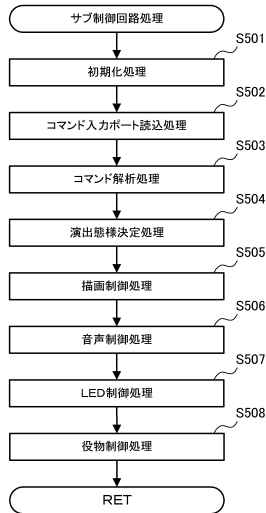 サブ制御回路処理
S501
初期化処理
S502
コマンド入力ポート読込処理
S503
コマンド解析処理
S504
演出態様決定処理
S505
描画制御処理
S506
音声制御処理
S507
LED制御処理
S508
役物制御処理
RET